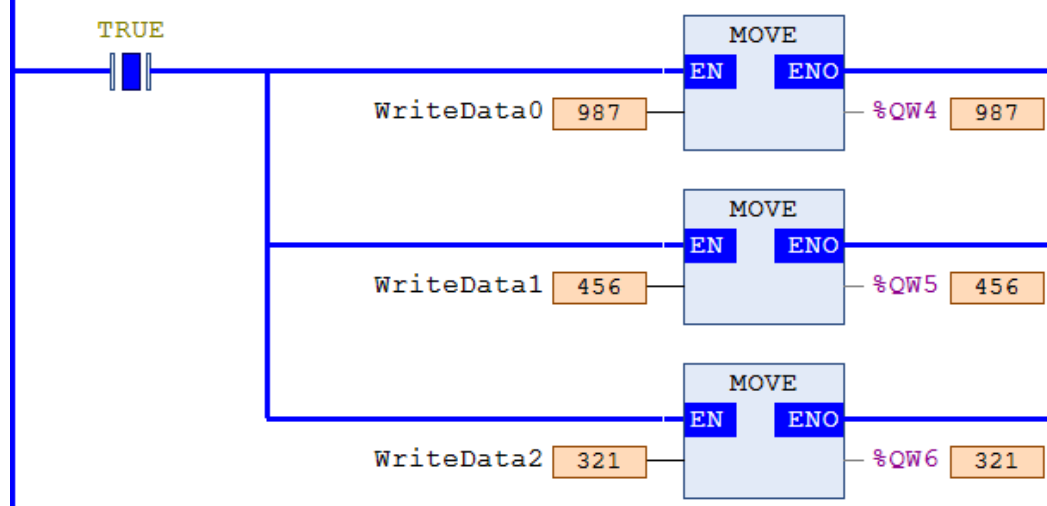 TRUE
MOVE
EN ENO
WriteData0 987 %QW4 987
MOVE
EN ENO
WriteData1 456 %QW5 456
MOVE
EN ENO
WriteData2 321 %QW6 321